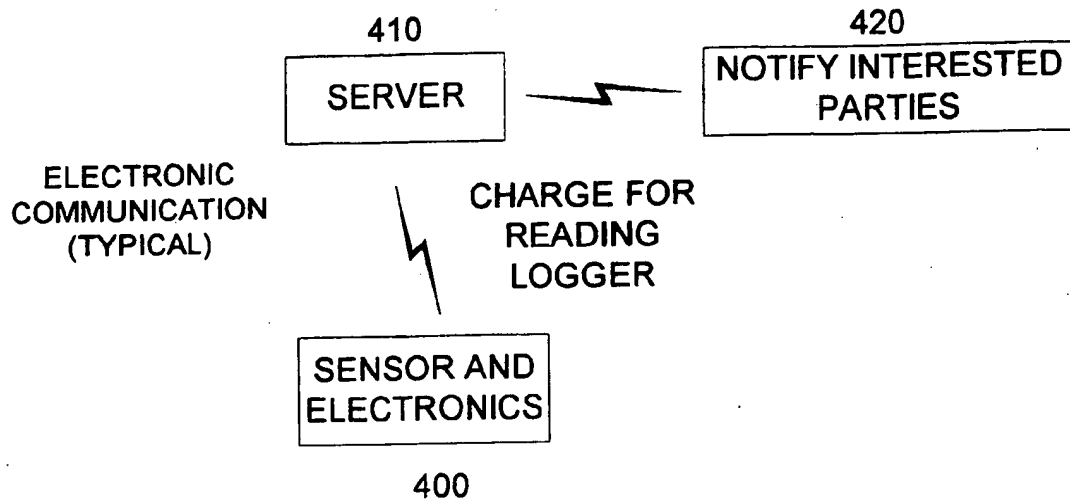 410
SERVER
420
NOTIFY INTERESTED
PARTIES
ELECTRONIC
COMMUNICATION
(TYPICAL)
CHARGE FOR
READING
LOGGER
SENSOR AND
ELECTRONICS
400